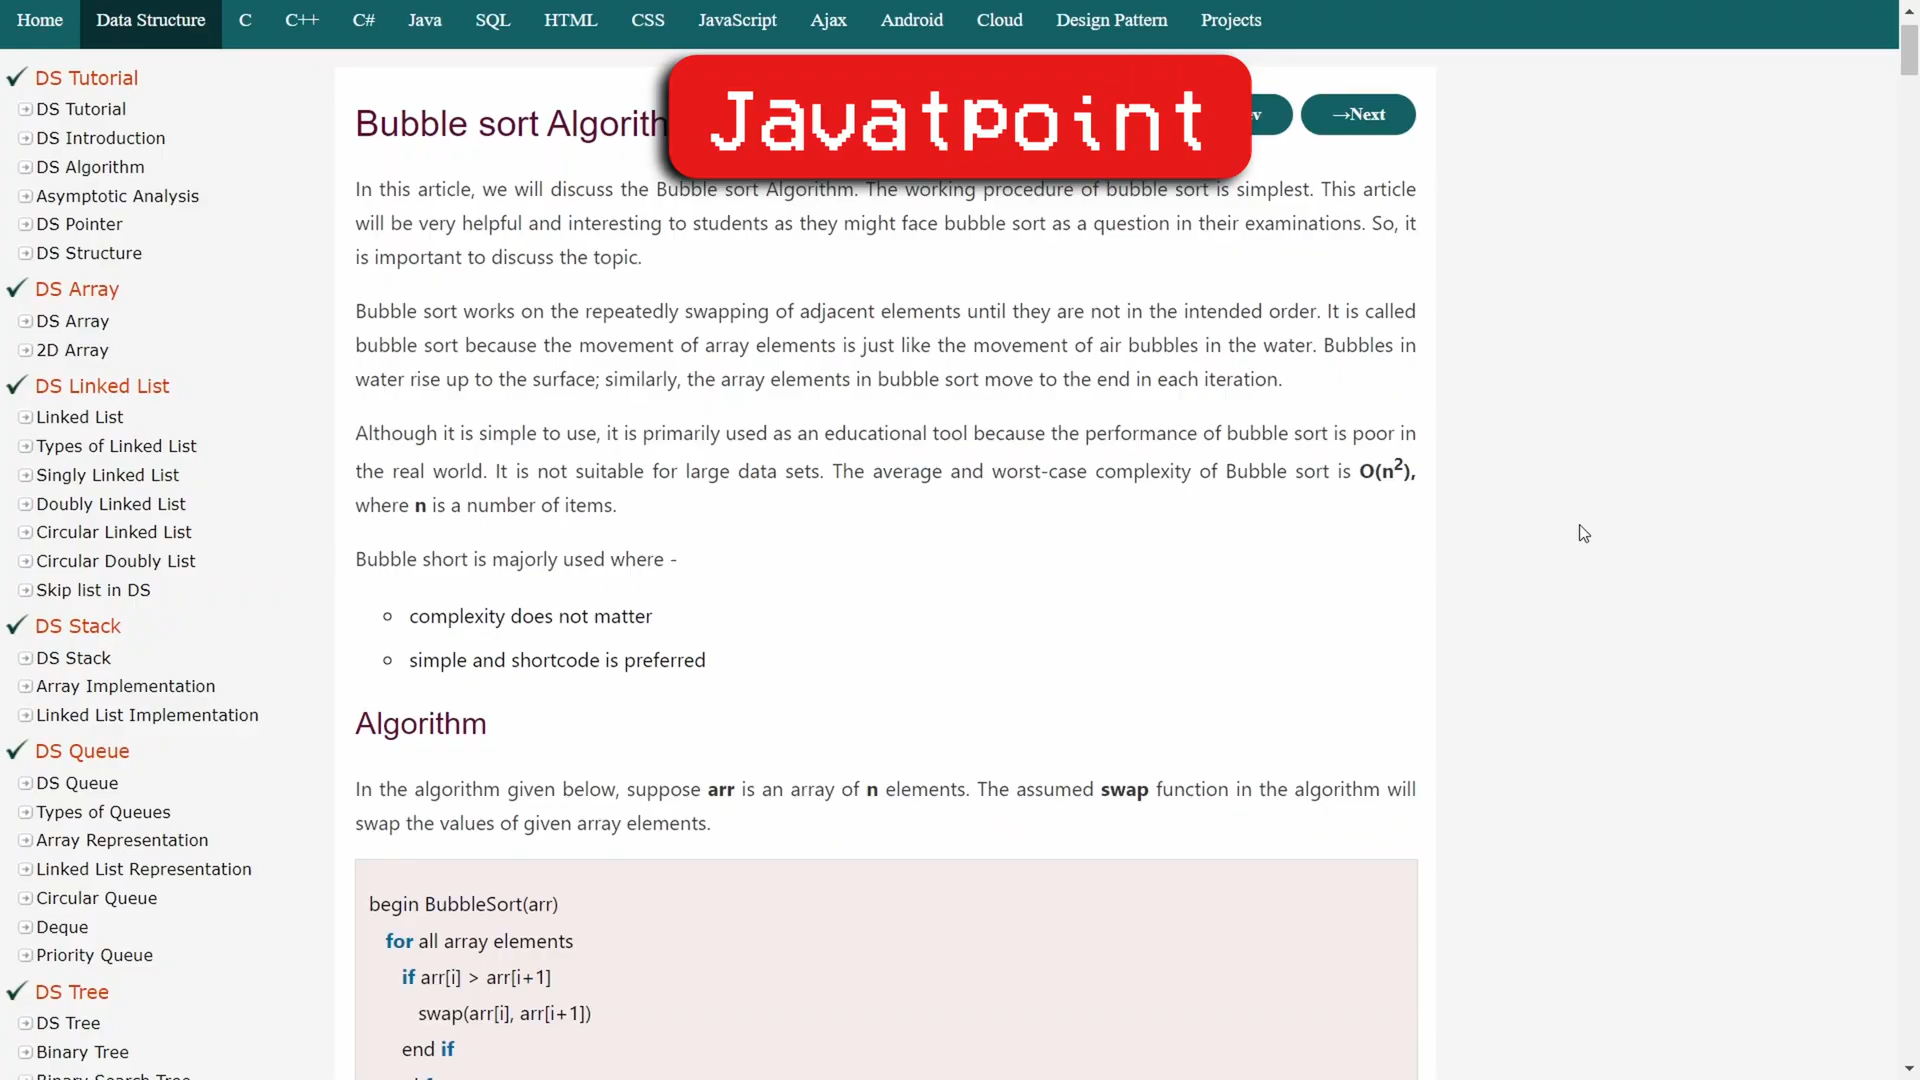 Home Data Structure C C++ C# Java SQL HTML CSS JavaScript Ajax Android Cloud Design Pattern Projects
DS Tutorial
DS Tutorial
DS Introduction
DS Algorithm
Asymptotic Analysis
DS Pointer
DS Structure
DS Array
DS Array
2D Array
DS Linked List
Linked List
Types of Linked List
Singly Linked List
Doubly Linked List
Circular Linked List
Circular Doubly List
Skip list in DS
DS Stack
DS Stack
Array Implementation
Linked List Implementation
DS Queue
DS Queue
Types of Queues
Array Representation
Linked List Representation
Circular Queue
Deque
Priority Queue
DS Tree
DS Tree
Binary Tree
Binary Search Tree
Javatpoint
Bubble sort Algorith
→Next
In this article, we will discuss the Bubble sort Algorithm. The working procedure of bubble sort is simplest. This article
will be very helpful and interesting to students as they might face bubble sort as a question in their examinations. So, it
is important to discuss the topic.
Bubble sort works on the repeatedly swapping of adjacent elements until they are not in the intended order. It is called
bubble sort because the movement of array elements is just like the movement of air bubbles in the water. Bubbles in
water rise up to the surface; similarly, the array elements in bubble sort move to the end in each iteration.
Although it is simple to use, it is primarily used as an educational tool because the performance of bubble sort is poor in
the real world. It is not suitable for large data sets. The average and worst-case complexity of Bubble sort is O(n²),
where n is a number of items.
Bubble short is majorly used where -
complexity does not matter
simple and shortcode is preferred
Algorithm
In the algorithm given below, suppose arr is an array of n elements. The assumed swap function in the algorithm will
swap the values of given array elements.
begin BubbleSort(arr)
for all array elements
if arr[i] > arr[i+1]
swap(arr[i], arr[i+1])
end if